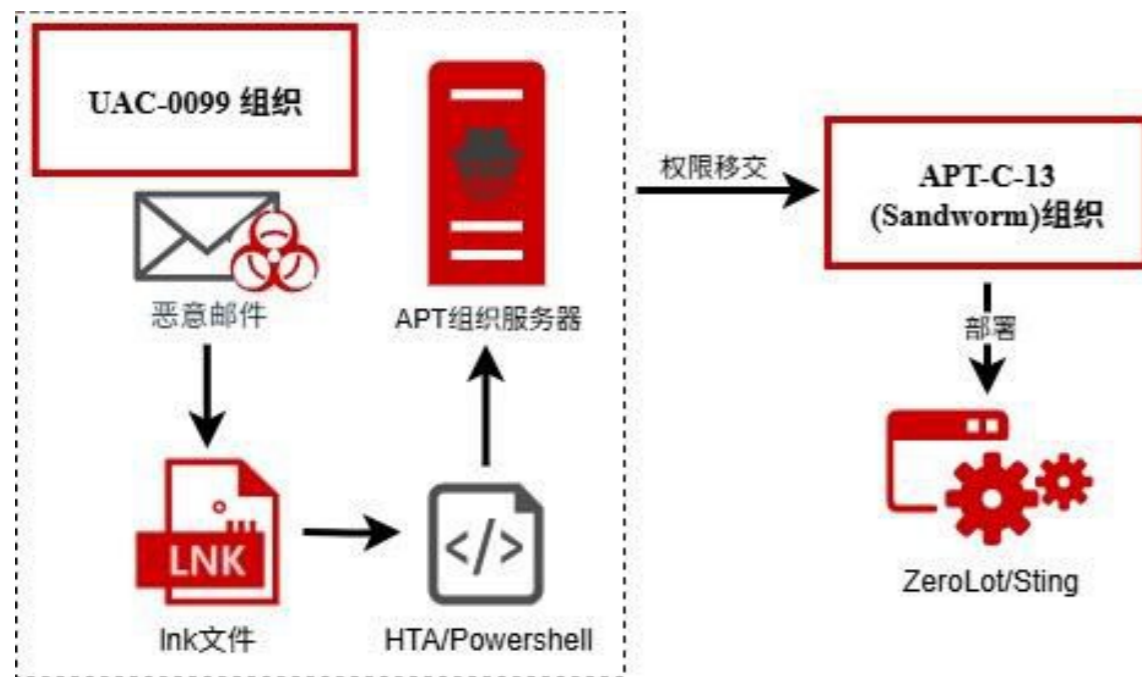 UAC-0099 组织
恶意邮件
LNK
lnk文件
</>
HTA/Powershell
APT组织服务器
权限移交
APT-C-13
(Sandworm)组织
部署
ZeroLot/Sting